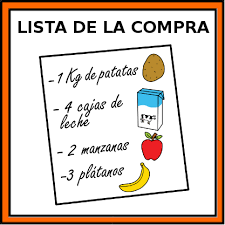 LISTA DE LA COMPRA
- 1 Kg de patatas
- 4 cajas de
leche
- 2 manzanas
-3 plátanos